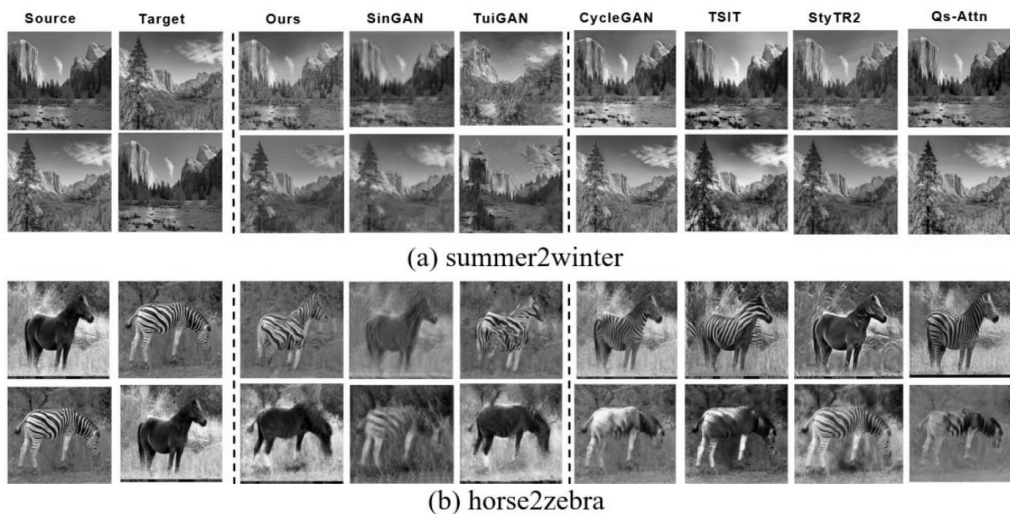 Source Target Ours SinGAN TuiGAN CycleGAN TSIT StyTR2 Qs-Attn
(a) summer2winter
(b) horse2zebra